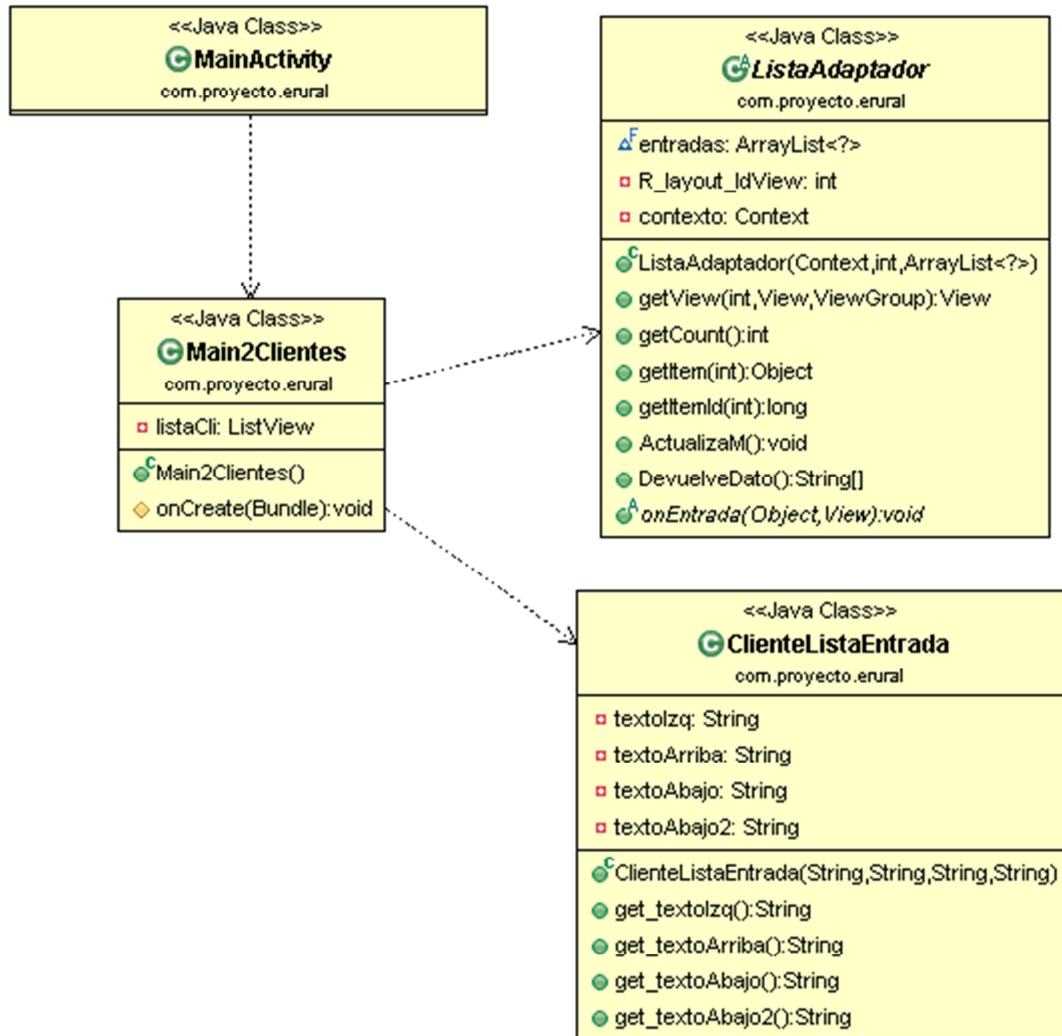 <<Java Class>>
MainActivity
com.proyecto.erural
<<Java Class>>
ListaAdaptador
com.proyecto.erural
entradas: ArrayList<?>
R_layout_IdView: int
contexto: Context
ListaAdaptador(Context,int,ArrayList<?>)
getView(int,View,ViewGroup):View
getCount():int
getItem(int):Object
getItemId(int):long
ActualizaM():void
DevuelveDato():String[]
onEntrada(Object,View):void
<<Java Class>>
Main2Clientes
com.proyecto.erural
listaCli: ListView
Main2Clientes()
onCreate(Bundle):void
<<Java Class>>
ClienteListaEntrada
com.proyecto.erural
textoIzq: String
textoArriba: String
textoAbajo: String
textoAbajo2: String
ClienteListaEntrada(String,String,String,String)
get_textoIzq():String
get_textoArriba():String
get_textoAbajo():String
get_textoAbajo2():String